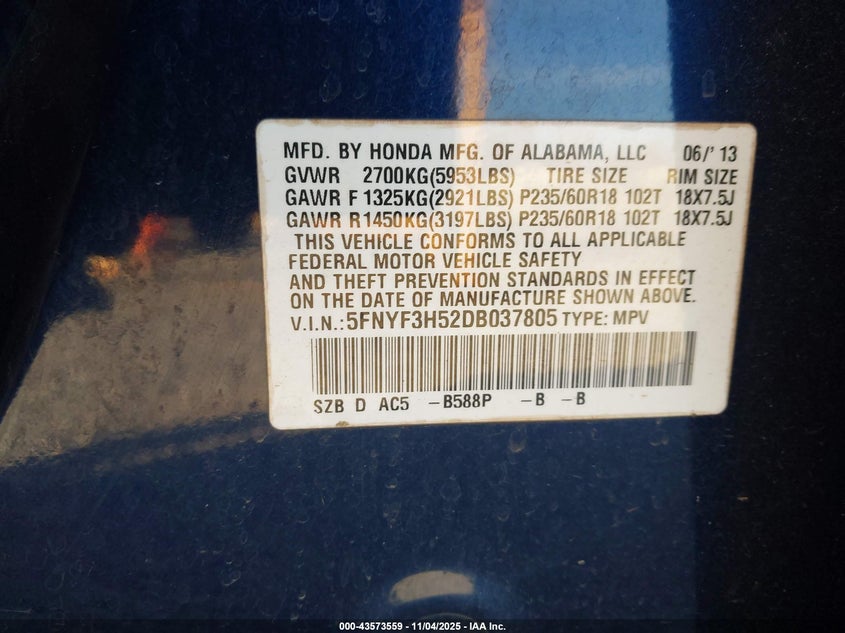 MFD. BY HONDA MFG. OF ALABAMA, LLC 06/' 13
GVWR 2700KG(5953LBS) TIRE SIZE RIM SIZE
GAWR F 1325KG(2921LBS) P235/60R18 102T 18X7.5J
GAWR R1450KG(3197LBS) P235/60R18 102T 18X7.5J
THIS VEHICLE CONFORMS TO ALL APPLICABLE
FEDERAL MOTOR VEHICLE SAFETY
AND THEFT PREVENTION STANDARDS IN EFFECT
ON THE DATE OF MANUFACTURE SHOWN ABOVE.
V.I.N.: 5FNYF3H52DB037805 TYPE: MPV
SZB D AC5 -B588P -B -B
000-43573559 - 11/04/2025 - IAA Inc.